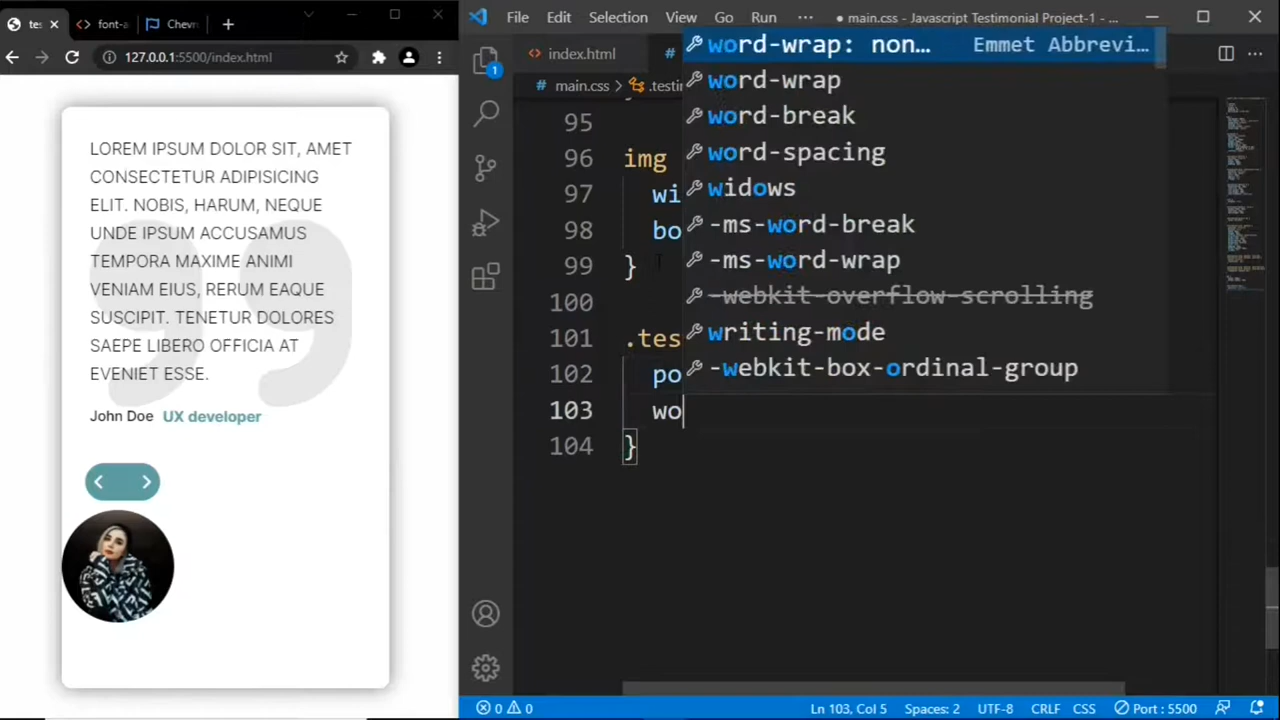 tes
font-a
Chevr
127.0.0.1:5500/index.html
LOREM IPSUM DOLOR SIT, AMET
CONSECTETUR ADIPISICING
ELIT. NOBIS, HARUM, NEQUE
UNDE IPSUM ACCUSAMUS
TEMPORA MAXIME ANIMI
VENIAM EIUS, RERUM EAQUE
SUSCIPIT. TENETUR DOLORES
SAEPE LIBERO OFFICIA AT
EVENIET ESSE.
John Doe UX developer
File Edit Selection View Go Run ··· ● main.css - Javascript Testimonial Project-1 - ...
index.html #
# main.css > .testin
word-wrap: non… Emmet Abbrevi…
word-wrap
word-break
word-spacing
widows
-ms-word-break
-ms-word-wrap
-webkit-overflow-scrolling
writing-mode
-webkit-box-ordinal-group
95
96 img
97 wi
98 bo
99 }
100
101 .tes
102 po
103 wo
104 }
1
0 0 Ln 103, Col 5 Spaces: 2 UTF-8 CRLF CSS Port : 5500